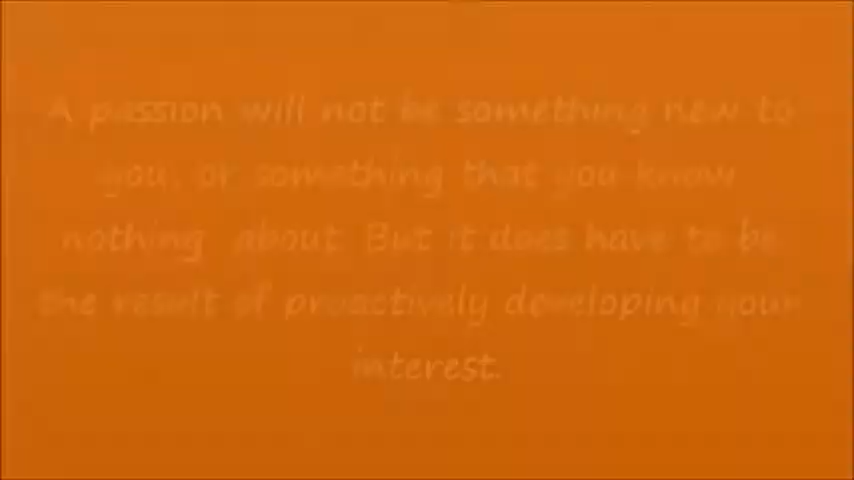 A passion will not be something new to
you, or something that you know
nothing about. But it does have to be
the result of proactively developing your
interest.